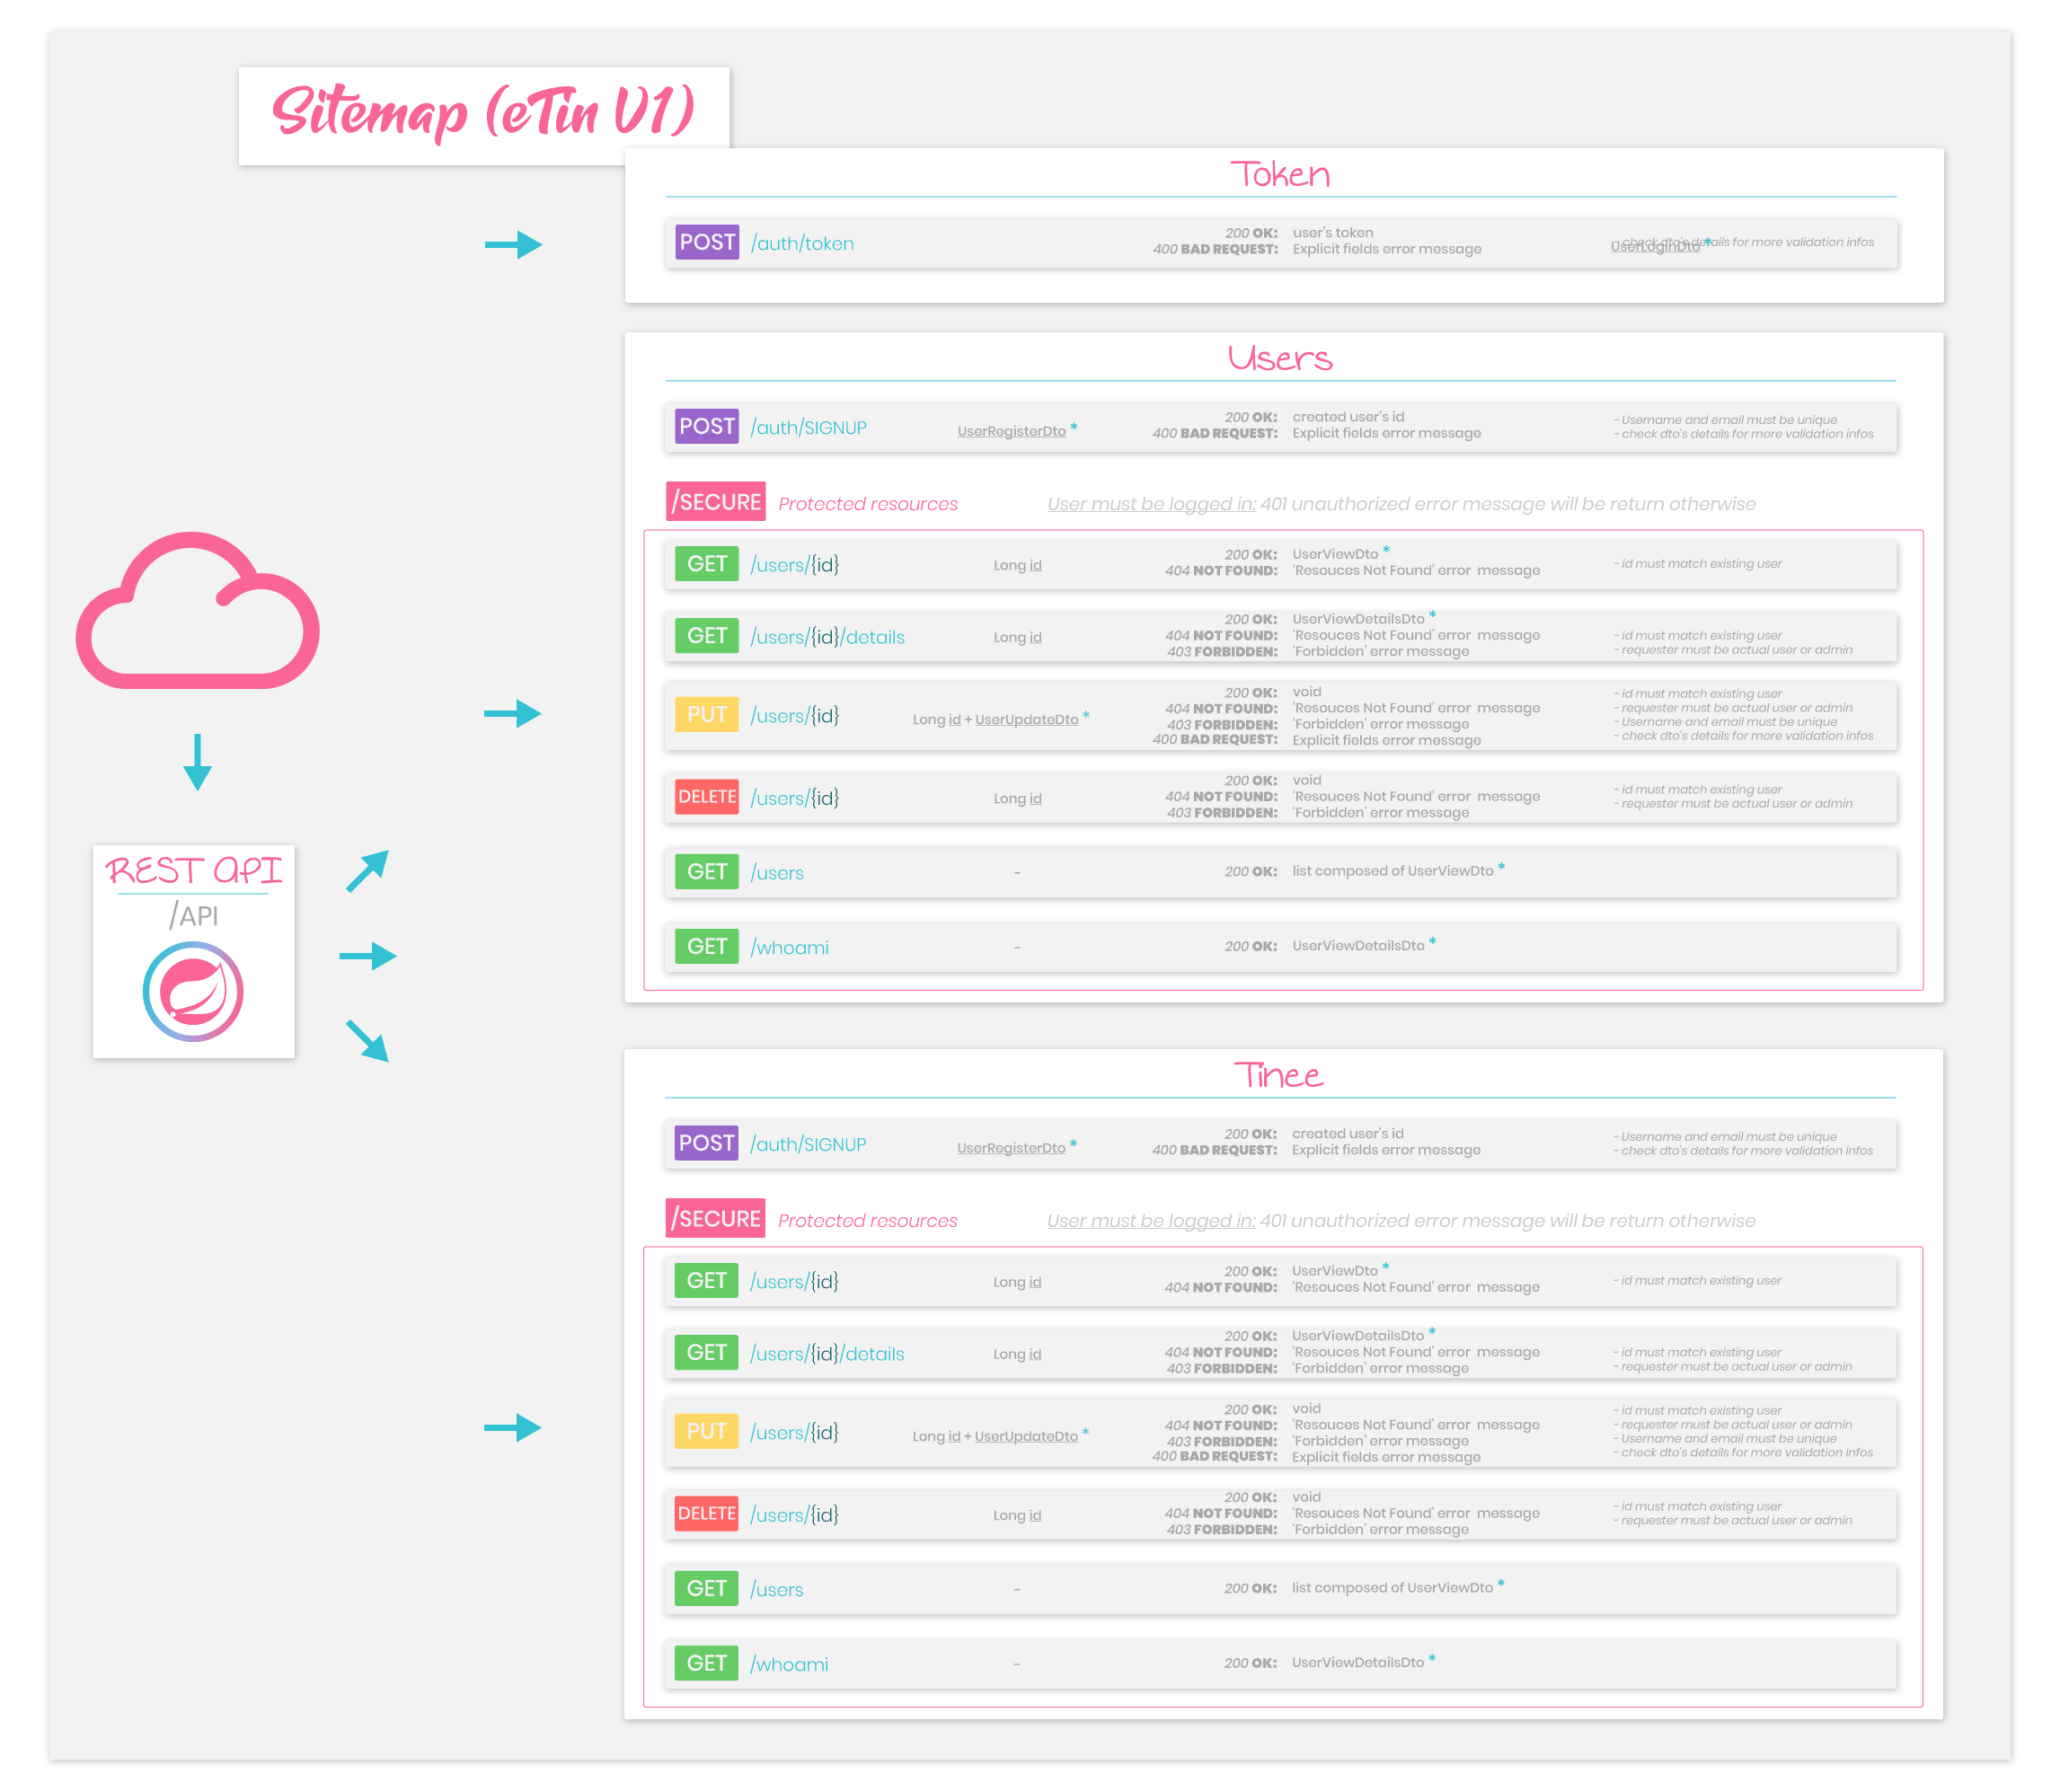 Sitemap (eTin V1)
Token
POST /auth/token 200 OK: user's token
400 BAD REQUEST: Explicit fields error message
UserLoginDto *
- check dto's details for more validation infos
Users
POST /auth/SIGNUP UserRegisterDto * 200 OK: created user's id - Username and email must be unique
400 BAD REQUEST: Explicit fields error message - check dto's details for more validation infos
/SECURE Protected resources User must be logged in: 401 unauthorized error message will be return otherwise
GET /users/{id} Long id 200 OK: UserViewDto * - id must match existing user
404 NOT FOUND: 'Resouces Not Found' error message
GET /users/{id}/details Long id 200 OK: UserViewDetailsDto *
404 NOT FOUND: 'Resouces Not Found' error message - id must match existing user
403 FORBIDDEN: 'Forbidden' error message - requester must be actual user or admin
PUT /users/{id} Long id + UserUpdateDto * 200 OK: void - id must match existing user
404 NOT FOUND: 'Resouces Not Found' error message - requester must be actual user or admin
403 FORBIDDEN: 'Forbidden' error message - Username and email must be unique
400 BAD REQUEST: Explicit fields error message - check dto's details for more validation infos
DELETE /users/{id} Long id 200 OK: void - id must match existing user
404 NOT FOUND: 'Resouces Not Found' error message - requester must be actual user or admin
403 FORBIDDEN: 'Forbidden' error message
GET /users - 200 OK: list composed of UserViewDto *
GET /whoami - 200 OK: UserViewDetailsDto *
REST API
/API
Tinee
POST /auth/SIGNUP UserRegisterDto * 200 OK: created user's id - Username and email must be unique
400 BAD REQUEST: Explicit fields error message - check dto's details for more validation infos
/SECURE Protected resources User must be logged in: 401 unauthorized error message will be return otherwise
GET /users/{id} Long id 200 OK: UserViewDto * - id must match existing user
404 NOT FOUND: 'Resouces Not Found' error message
GET /users/{id}/details Long id 200 OK: UserViewDetailsDto *
404 NOT FOUND: 'Resouces Not Found' error message - id must match existing user
403 FORBIDDEN: 'Forbidden' error message - requester must be actual user or admin
PUT /users/{id} Long id + UserUpdateDto * 200 OK: void - id must match existing user
404 NOT FOUND: 'Resouces Not Found' error message - requester must be actual user or admin
403 FORBIDDEN: 'Forbidden' error message - Username and email must be unique
400 BAD REQUEST: Explicit fields error message - check dto's details for more validation infos
DELETE /users/{id} Long id 200 OK: void - id must match existing user
404 NOT FOUND: 'Resouces Not Found' error message - requester must be actual user or admin
403 FORBIDDEN: 'Forbidden' error message
GET /users - 200 OK: list composed of UserViewDto *
GET /whoami - 200 OK: UserViewDetailsDto *